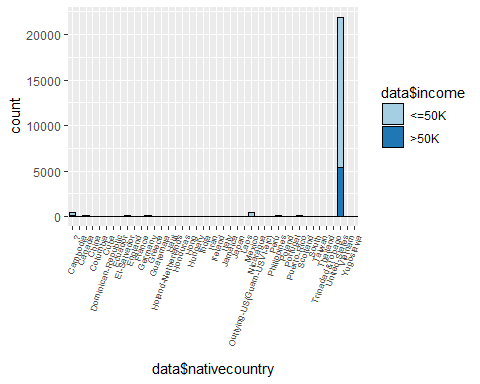 20000
15000
10000
5000
0
count
data$income
<=50K
>50K
?
Cambodia
Canada
China
Columbia
Cuba
Dominican-Republic
Ecuador
El-Salvador
England
France
Germany
Greece
Guatemala
Haiti
Holand-Netherlands
Honduras
Hong
Hungary
India
Iran
Ireland
Italy
Jamaica
Japan
Laos
Mexico
Nicaragua
Outlying-US(Guam-USVI-etc)
Peru
Philippines
Poland
Portugal
Puerto-Rico
Scotland
South
Taiwan
Thailand
Trinadad&Tobago
United-States
Vietnam
Yugoslavia
data$nativecountry